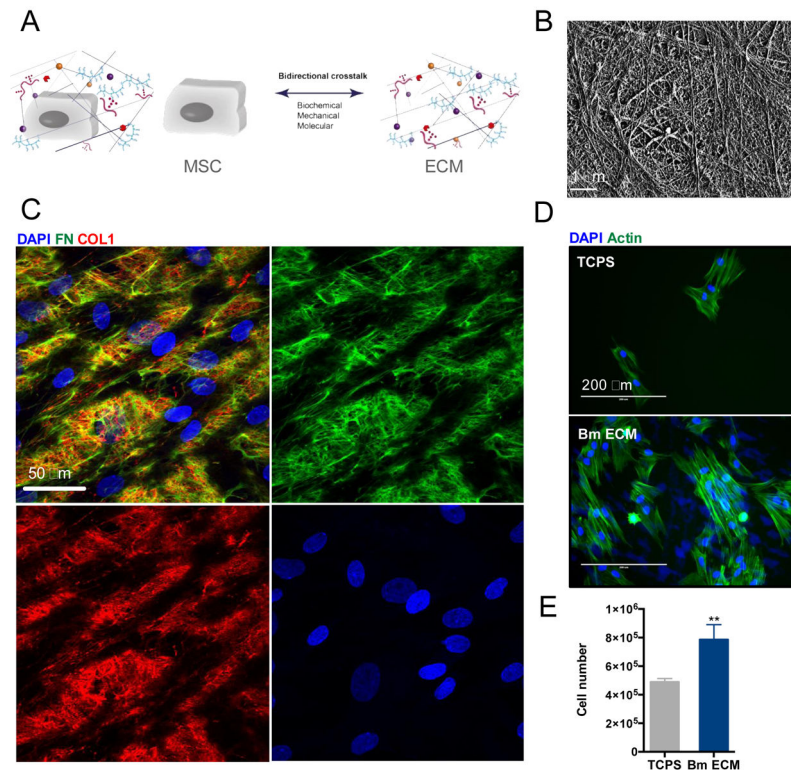 A
Bidirectional crosstalk
Biochemical
Mechanical
Molecular
MSC
ECM
B
C
DAPI FN COL1
50 □m
D
DAPI Actin
TCPS
200 □m
Bm ECM
E
Cell number
1×10⁶
8×10⁵
6×10⁵
4×10⁵
2×10⁵
0
**
TCPS Bm ECM